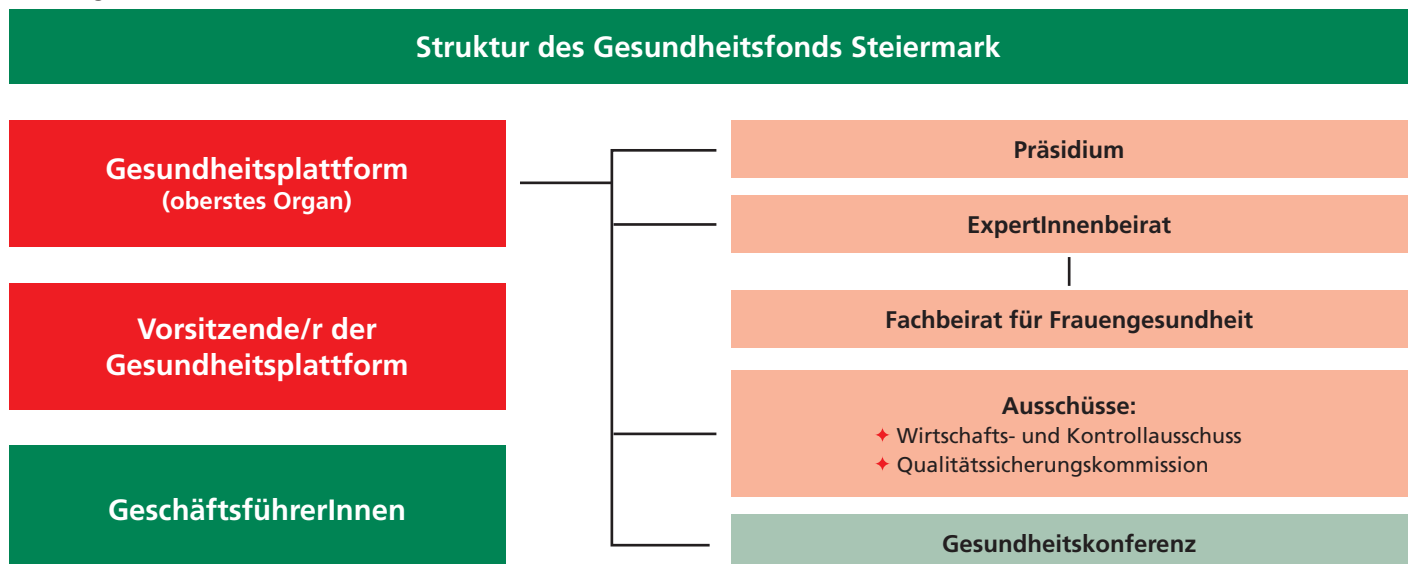 Struktur des Gesundheitsfonds Steiermark
Gesundheitsplattform
(oberstes Organ)
Vorsitzende/r der
Gesundheitsplattform
GeschäftsführerInnen
Präsidium
ExpertInnenbeirat
Fachbeirat für Frauengesundheit
Ausschüsse:
✦ Wirtschafts- und Kontrollausschuss
✦ Qualitätssicherungskommission
Gesundheitskonferenz